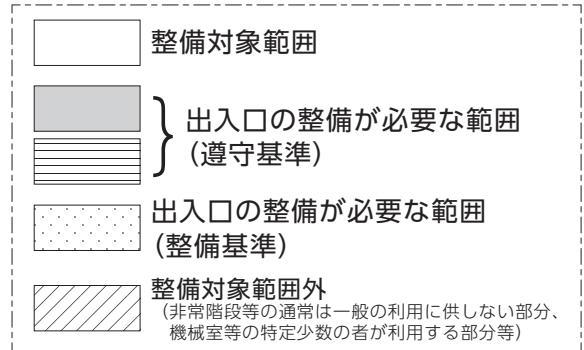 整備対象範囲
出入口の整備が必要な範囲
(遵守基準)
出入口の整備が必要な範囲
(整備基準)
整備対象範囲外
（非常階段等の通常は一般の利用に供しない部分、
機械室等の特定少数の者が利用する部分等）